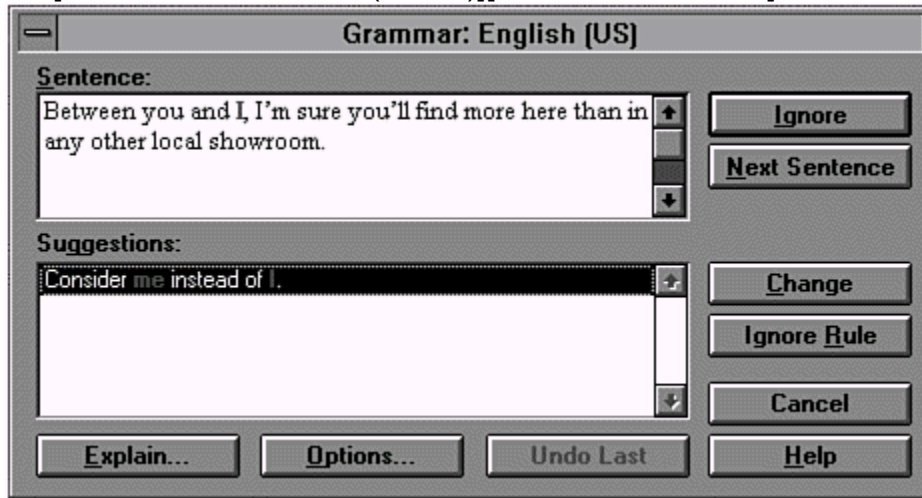 Grammar: English (US)
Sentence:
Between you and I, I'm sure you'll find more here than in
any other local showroom.
Ignore
Next Sentence
Suggestions:
Consider me instead of I.
Change
Ignore Rule
Cancel
Explain...
Options...
Undo Last
Help